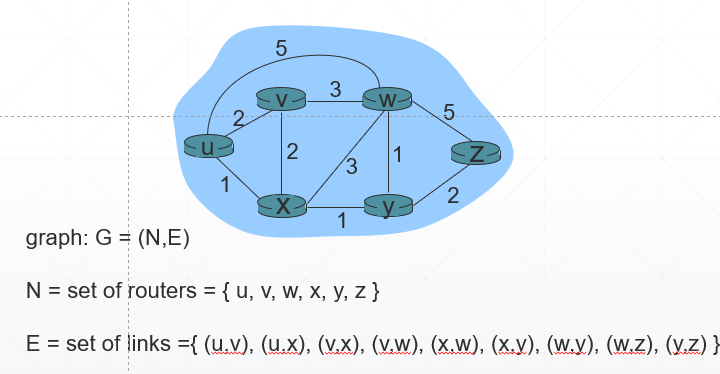 5
v
3
w
2
5
u
2
3
1
z
1
2
x
1
y
graph: G = (N,E)
N = set of routers = { u, v, w, x, y, z }
E = set of links ={ (u,v), (u,x), (v,x), (v,w), (x,w), (x,y), (w,y), (w,z), (y,z) }